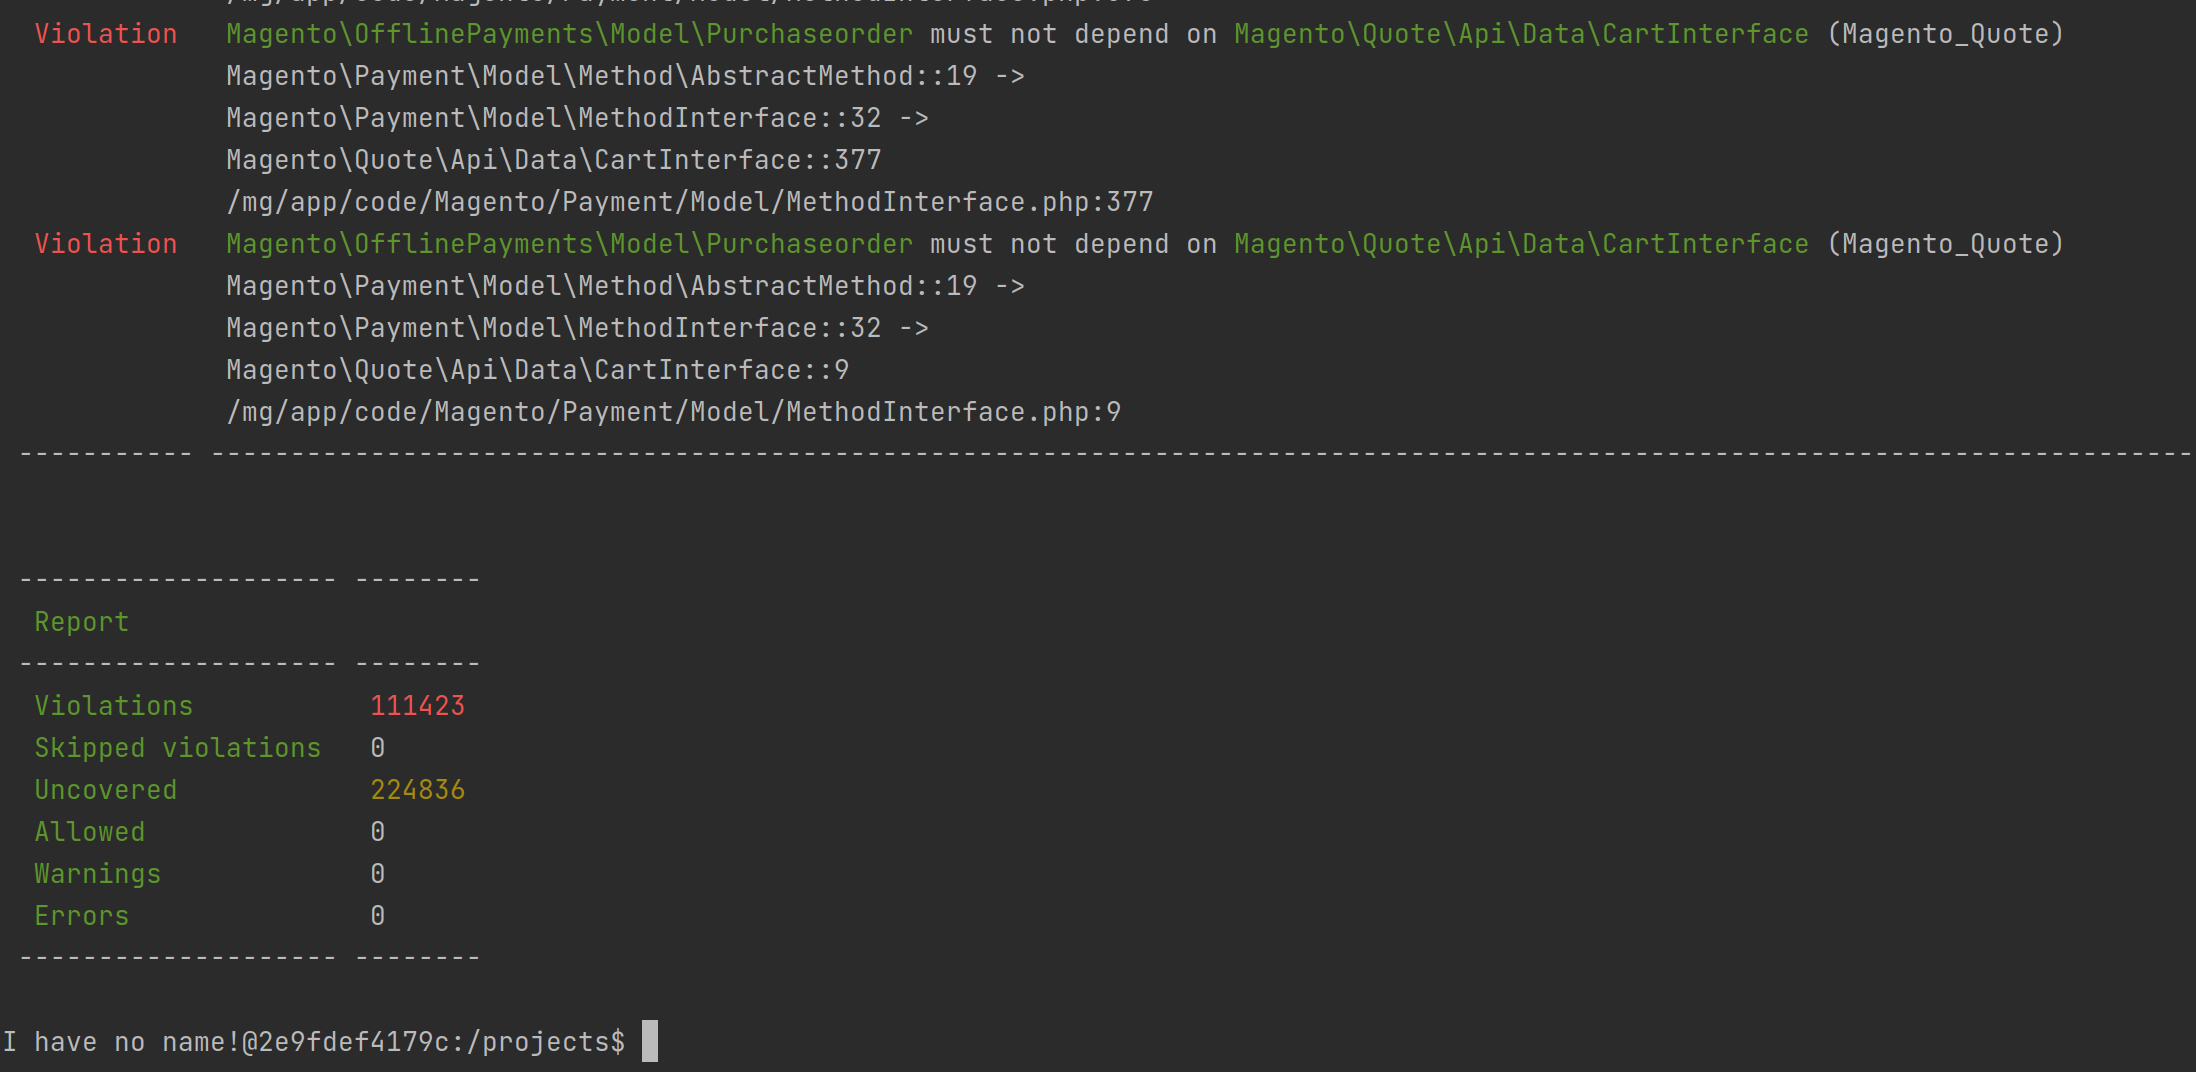 Violation   Magento\OfflinePayments\Model\Purchaseorder must not depend on Magento\Quote\Api\Data\CartInterface (Magento_Quote)
Magento\Payment\Model\Method\AbstractMethod::19 ->
Magento\Payment\Model\MethodInterface::32 ->
Magento\Quote\Api\Data\CartInterface::377
/mg/app/code/Magento/Payment/Model/MethodInterface.php:377
Violation   Magento\OfflinePayments\Model\Purchaseorder must not depend on Magento\Quote\Api\Data\CartInterface (Magento_Quote)
Magento\Payment\Model\Method\AbstractMethod::19 ->
Magento\Payment\Model\MethodInterface::32 ->
Magento\Quote\Api\Data\CartInterface::9
/mg/app/code/Magento/Payment/Model/MethodInterface.php:9
Report
Violations   111423
Skipped violations   0
Uncovered   224836
Allowed   0
Warnings   0
Errors   0
I have no name!@2e9fdef4179c:/projects$